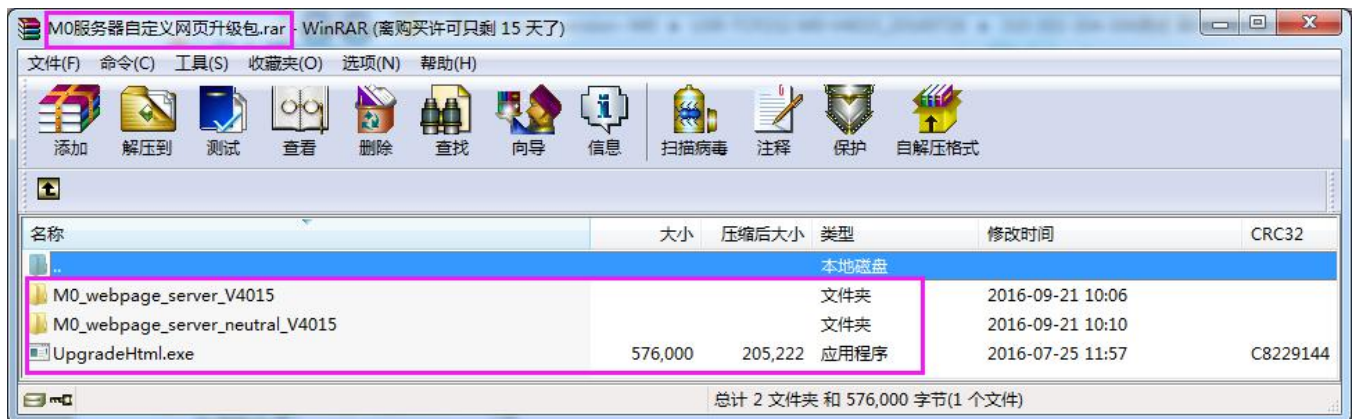 M0服务器自定义网页升级包.rar - WinRAR (离购买许可只剩 15 天了)
文件(F) 命令(C) 工具(S) 收藏夹(O) 选项(N) 帮助(H)
添加 解压到 测试 查看 删除 查找 向导 信息 扫描病毒 注释 保护 自解压格式
名称 大小 压缩后大小 类型 修改时间 CRC32
.. 本地磁盘
M0_webpage_server_V4015 文件夹 2016-09-21 10:06
M0_webpage_server_neutral_V4015 文件夹 2016-09-21 10:10
UpgradeHtml.exe 576,000 205,222 应用程序 2016-07-25 11:57 C8229144
总计 2 文件夹 和 576,000 字节(1 个文件)